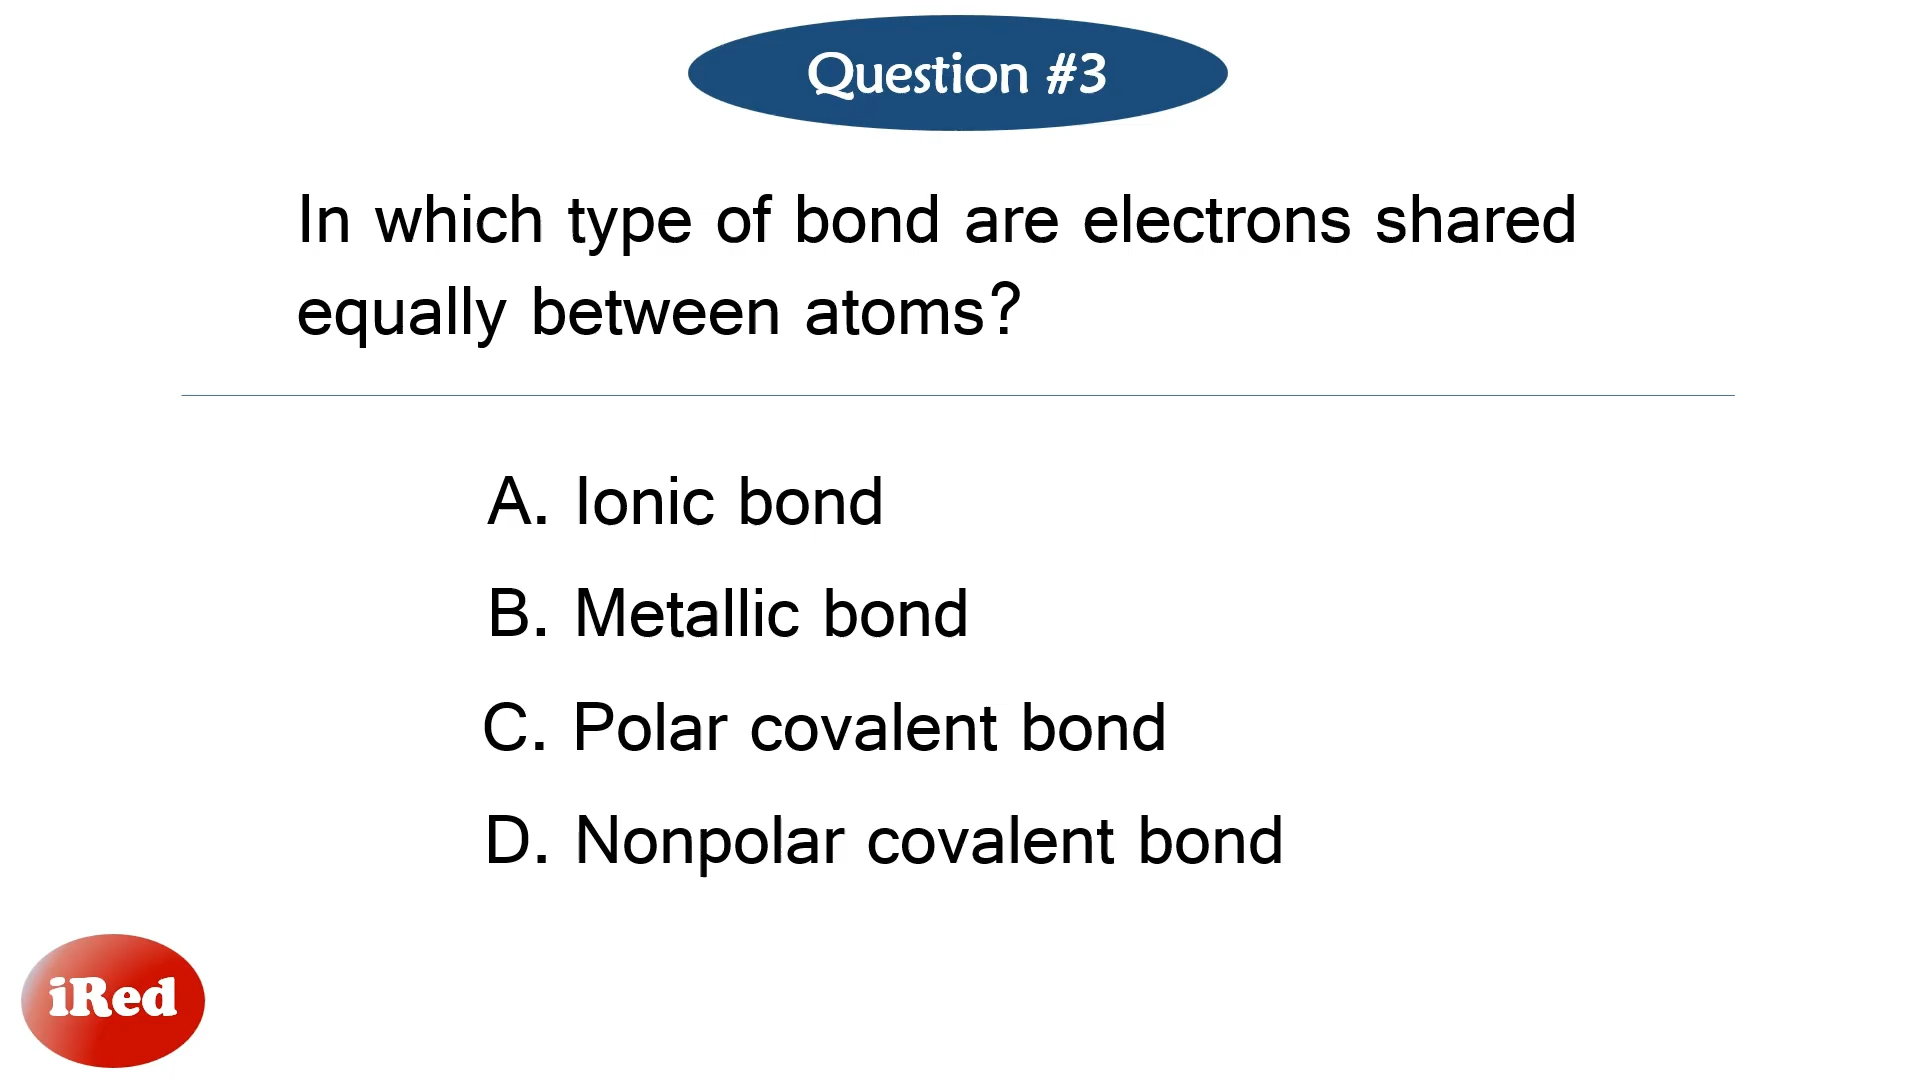 Question #3
In which type of bond are electrons shared
equally between atoms?
A. Ionic bond
B. Metallic bond
C. Polar covalent bond
D. Nonpolar covalent bond
iRed